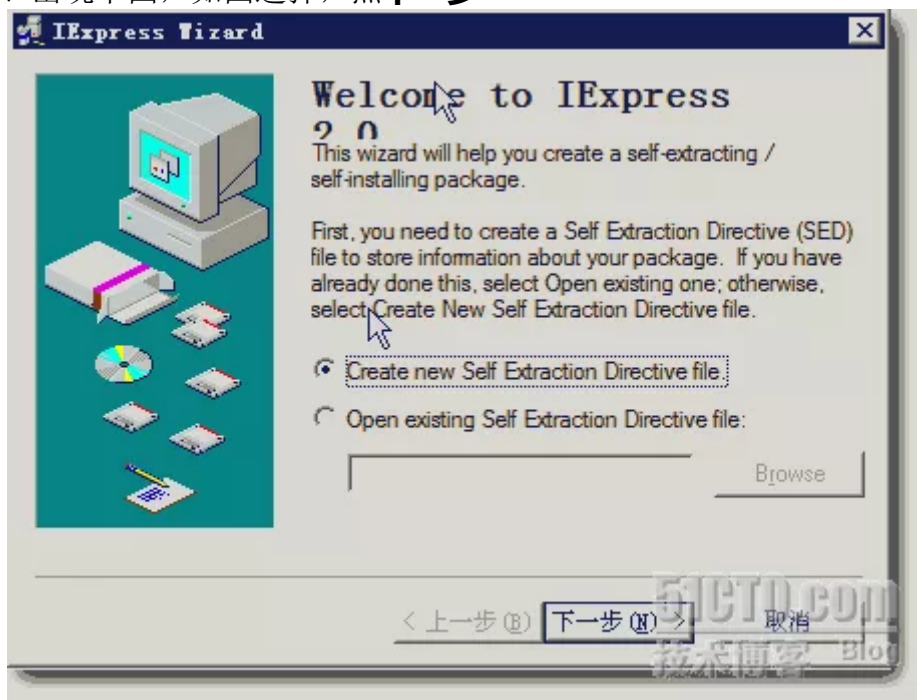 IExpress Wizard
Welcome to IExpress
2.0
This wizard will help you create a self-extracting /
self-installing package.
First, you need to create a Self Extraction Directive (SED)
file to store information about your package. If you have
already done this, select Open existing one; otherwise,
select Create New Self Extraction Directive file.
Create new Self Extraction Directive file.
Open existing Self Extraction Directive file:
Browse
< 上一步(B) 下一步(N) > 取消
51CTO.com
技术博客 Blog